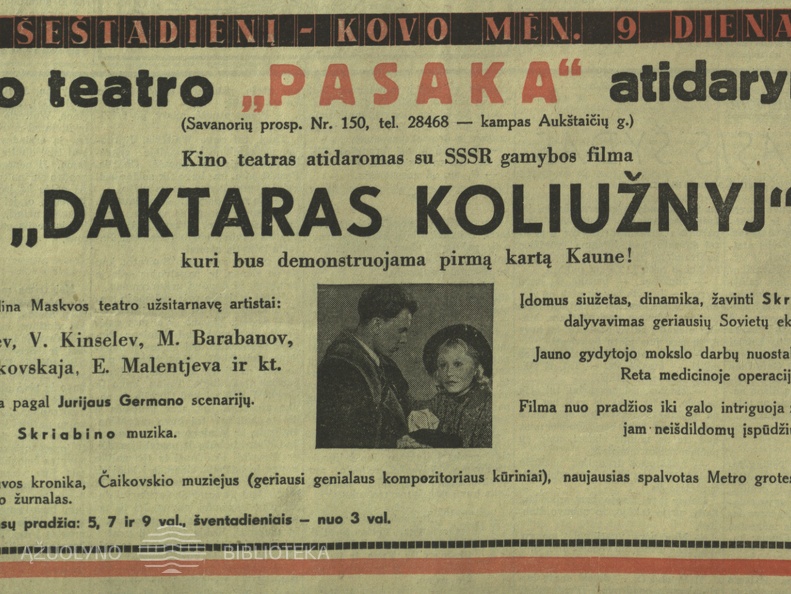 ŠEŠTADIENĮ - KOVO MĖN. 9 DIENĄ
o teatro „PASAKA“ atidary
(Savanorių prosp. Nr. 150, tel. 28468 — kampas Aukštaičių g.)
Kino teatras atidaromas su SSSR gamybos filma
„DAKTARAS KOLIUŽNYJ“
kuri bus demonstruojama pirmą kartą Kaune!
lina Maskvos teatro užsitarnavę artistai:
ev, V. Kinselev, M. Barabanov,
kovskaja, E. Malentjeva ir kt.
a pagal Jurijaus Germano scenarijų.
Skriabino muzika.
Įdomus siužetas, dinamika, žavinti Skri
dalyvavimas geriausių Sovietų ek
Jauno gydytojo mokslo darbų nuostab
Reta medicinoje operacij
Filma nuo pradžios iki galo intriguoja
jam neišdildomų įspūdži
vos kronika, Čaikovskio muziejus (geriausi genialaus kompozitoriaus kūriniai), naujausias spalvotas Metro grotes
o žurnalas.
sų pradžia: 5, 7 ir 9 val., šventadieniais — nuo 3 val.
ĄŽUOLYNO BIBLIOTEKA